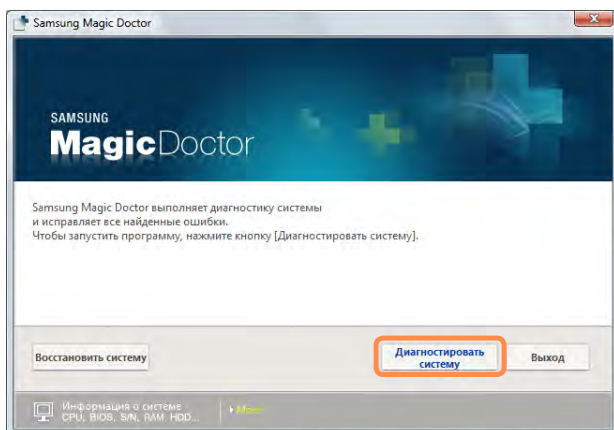 Samsung Magic Doctor
SAMSUNG
MagicDoctor
Samsung Magic Doctor выполняет диагностику системы
и исправляет все найденные ошибки.
Чтобы запустить программу, нажмите кнопку [Диагностировать систему].
Восстановить систему
Диагностировать
систему
Выход
Информация о системе
CPU, BIOS, S/N, RAM, HDD...
More